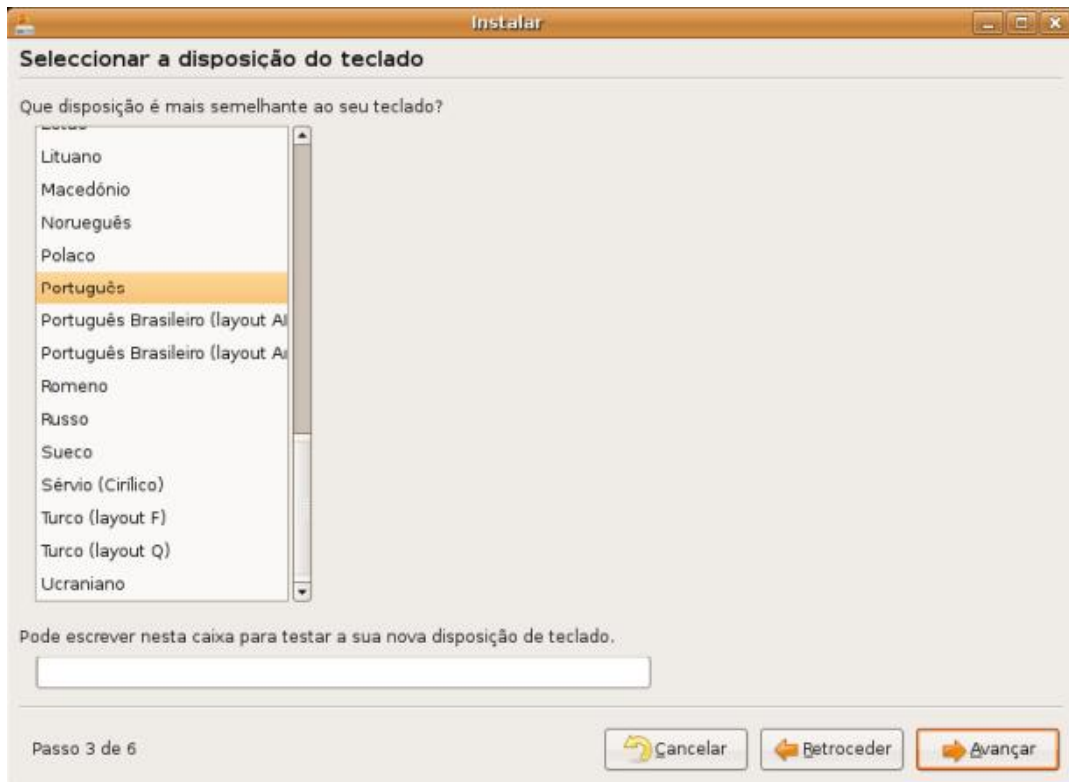 Instalar
Seleccionar a disposição do teclado
Que disposição é mais semelhante ao seu teclado?
Lituano
Macedónio
Norueguês
Polaco
Português
Português Brasileiro (layout
Português Brasileiro (layout
Romeno
Russo
Sueco
Sérvio (Cirílico)
Turco (layout F)
Turco (layout Q)
Ucraniano
Pode escrever nesta caixa para testar a sua nova disposição de teclado.
Passo 3 de 6
Cancelar
Retroceder
Avançar